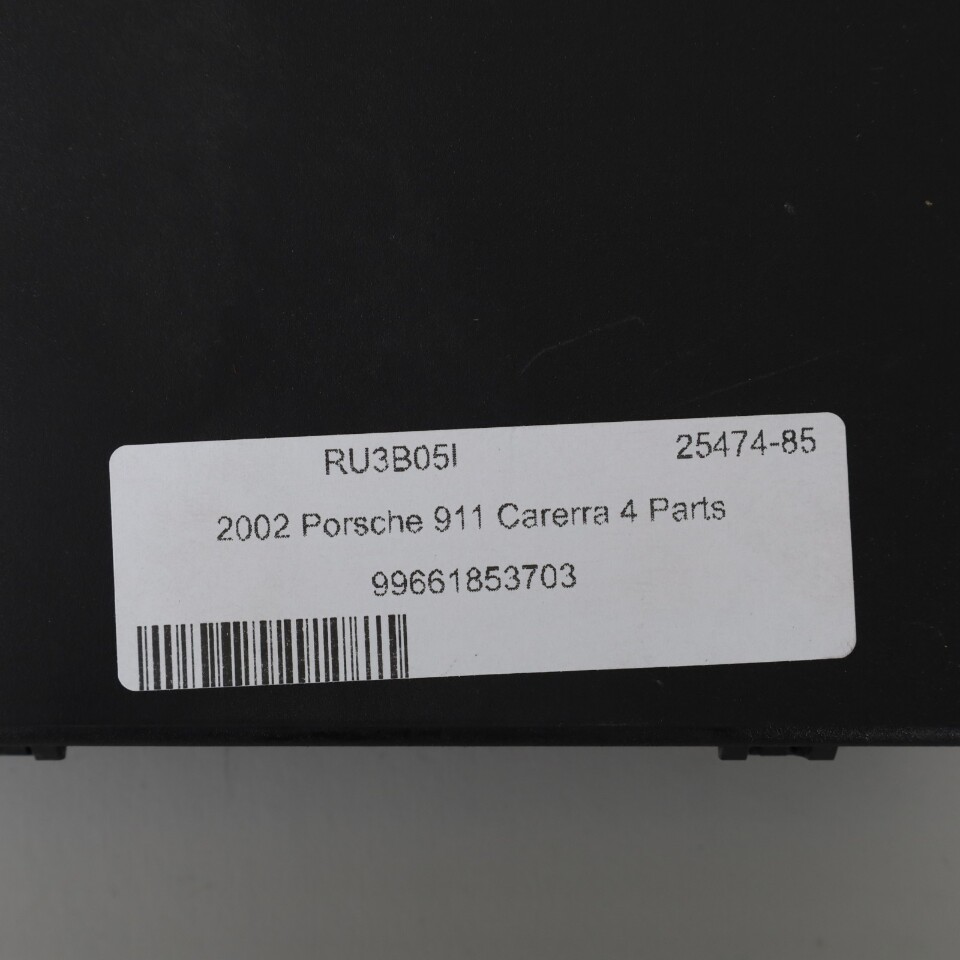 RU3B05I 25474-85
2002 Porsche 911 Carerra 4 Parts
99661853703